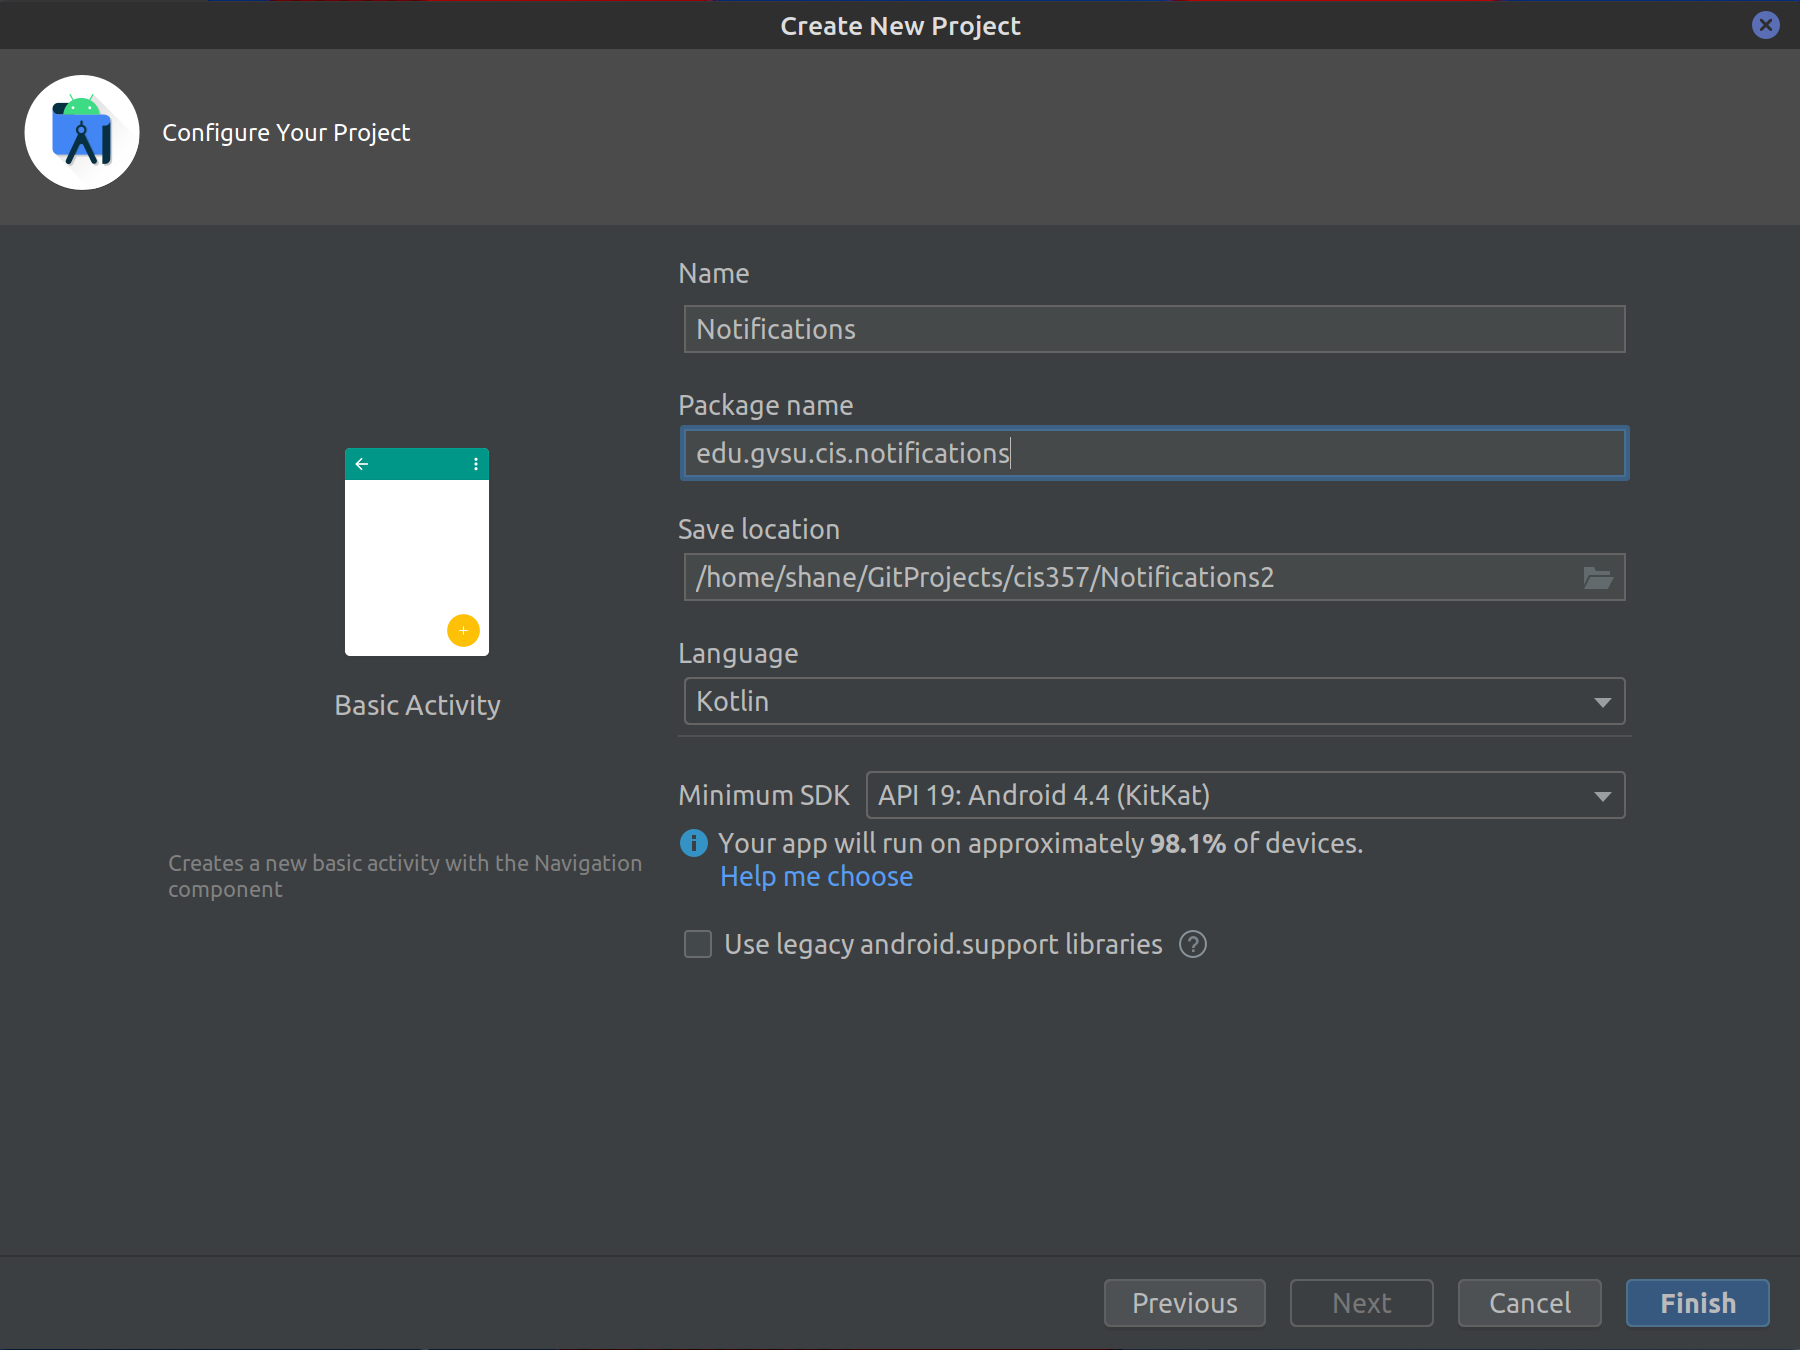 Create New Project
Configure Your Project
Name
Notifications
Package name
edu.gvsu.cis.notifications
Save location
/home/shane/GitProjects/cis357/Notifications2
Language
Kotlin
Basic Activity
Minimum SDK API 19: Android 4.4 (KitKat)
Your app will run on approximately 98.1% of devices.
Help me choose
Creates a new basic activity with the Navigation
component
Use legacy android.support libraries ?
Previous Next Cancel Finish